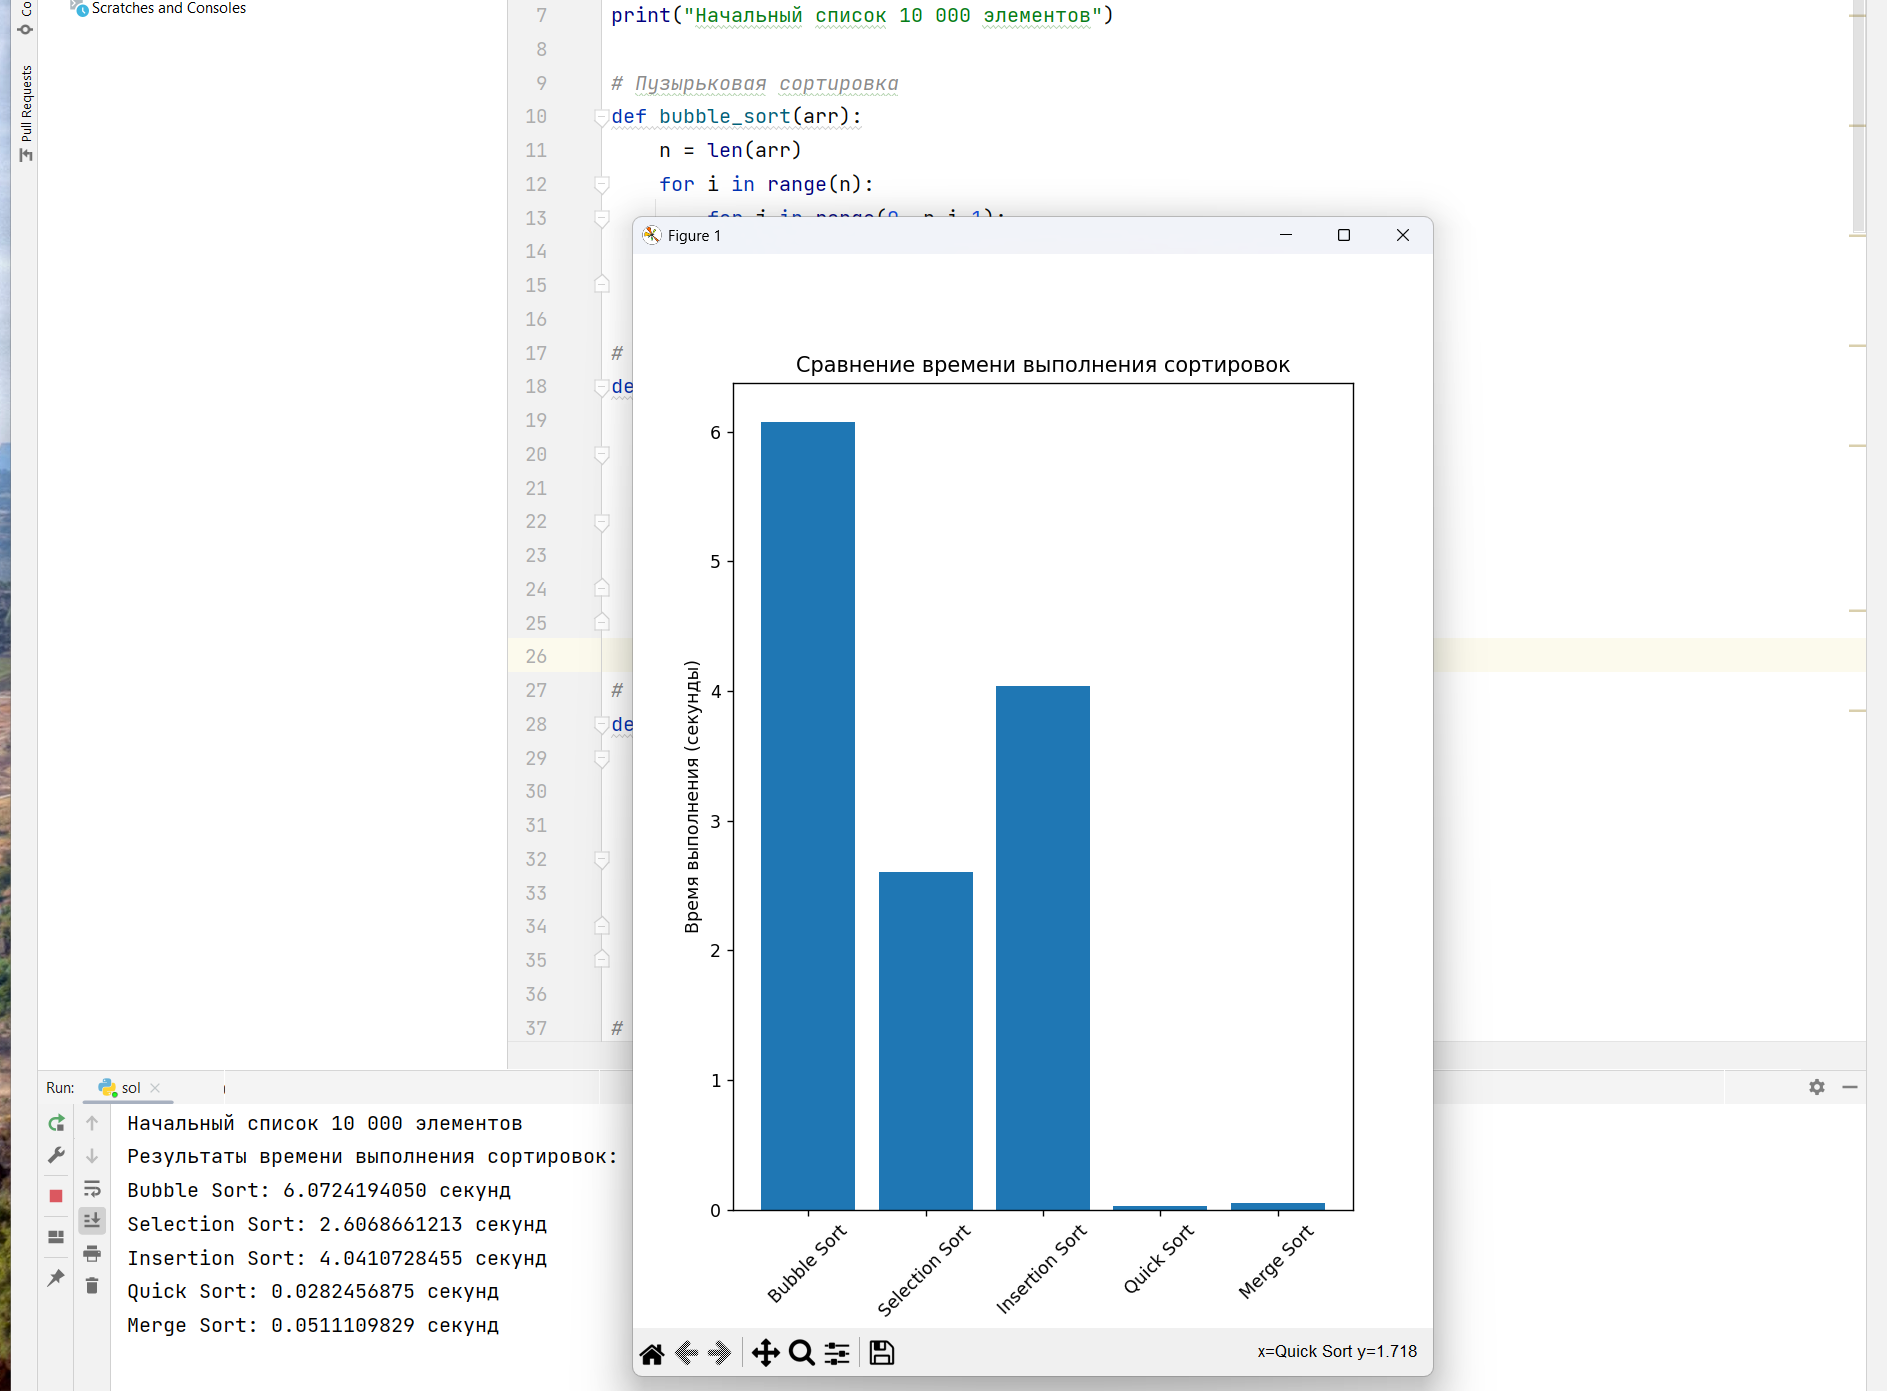 Co
Pull Requests
Scratches and Consoles
7 print("Начальный список 10 000 элементов")
8
9 # Пузырьковая сортировка
10 def bubble_sort(arr):
11 n = len(arr)
12 for i in range(n):
13
14
15
16
17 #
18 de
19
20
21
22
23
24
25
26
27 #
28 de
29
30
31
32
33
34
35
36
37 #
Figure 1
Сравнение времени выполнения сортировок
Время выполнения (секунды)
6
5
4
3
2
1
0
Bubble Sort
Selection Sort
Insertion Sort
Quick Sort
Merge Sort
x=Quick Sort y=1.718
Run: sol
Начальный список 10 000 элементов
Результаты времени выполнения сортировок:
Bubble Sort: 6.0724194050 секунд
Selection Sort: 2.6068661213 секунд
Insertion Sort: 4.0410728455 секунд
Quick Sort: 0.0282456875 секунд
Merge Sort: 0.0511109829 секунд